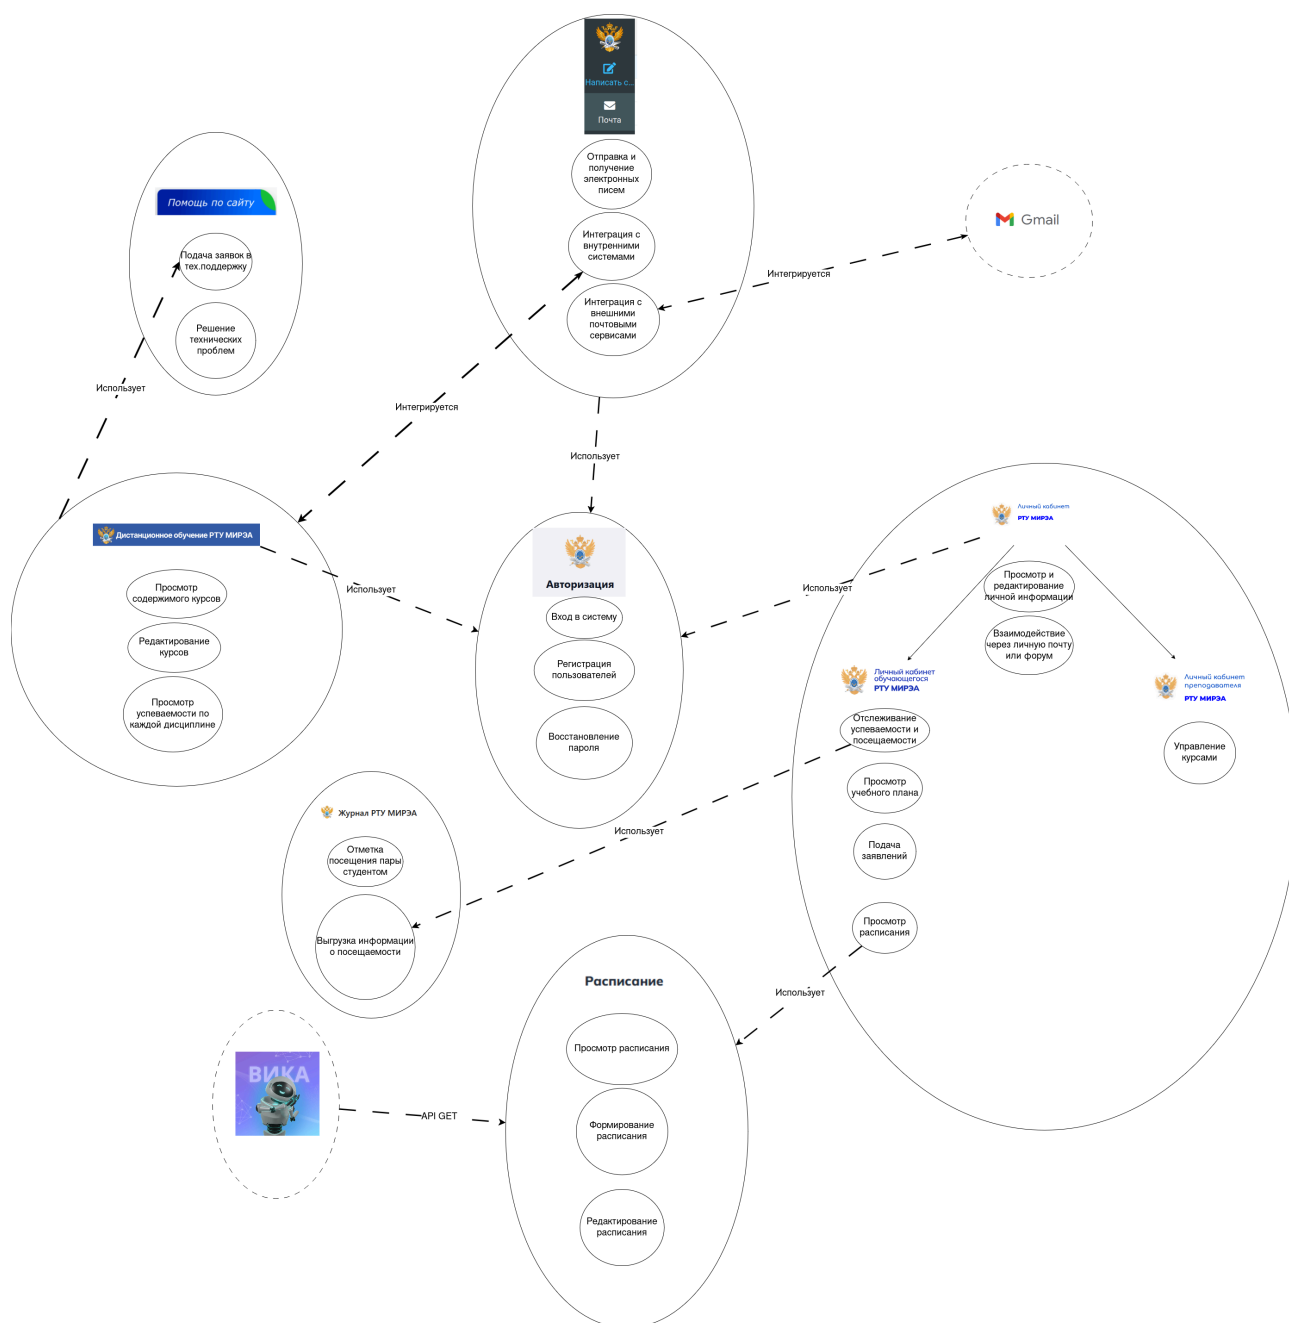 Написать с...
Почта
Отправка и
получение
электронных
писем
Интеграция с
внутренними
системами
Интеграция с
внешними
почтовыми
сервисами
Gmail
Интегрируется
Помощь по сайту
Подача заявок в
тех.поддержку
Решение
технических
проблем
Использует
Интегрируется
Использует
Дистанционное обучение РТУ МИРЭА
Просмотр
содержимого курсов
Редактирование
курсов
Просмотр
успеваемости по
каждой дисциплине
Использует
Авторизация
Вход в систему
Регистрация
пользователей
Восстановление
пароля
Использует
Личный кабинет
РТУ МИРЭА
Просмотр и
редактирование
личной информации
Взаимодействие
через личную почту
или форум
Личный кабинет
обучающегося
РТУ МИРЭА
Отслеживание
успеваемости и
посещаемости
Просмотр
учебного плана
Подача
заявлений
Просмотр
расписания
Личный кабинет
преподавателя
РТУ МИРЭА
Управление
курсами
Использует
Журнал РТУ МИРЭА
Отметка
посещения пары
студентом
Выгрузка информации
о посещаемости
Использует
Расписание
Просмотр расписания
Формирование
расписания
Редактирование
расписания
ВИКА
API GET